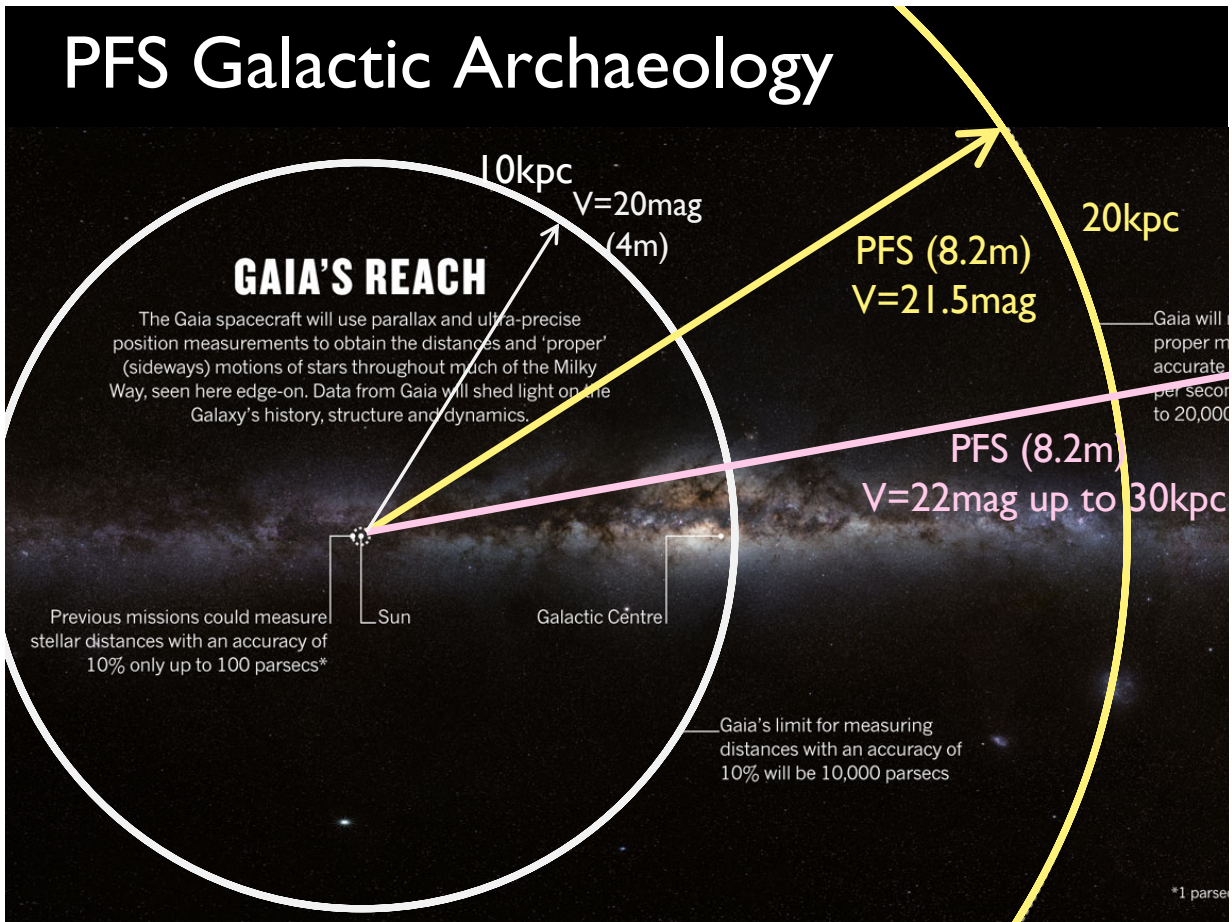 PFS Galactic Archaeology
10kpc
V=20mag
(4m)
20kpc
PFS (8.2m)
V=21.5mag
GAIA'S REACH
The Gaia spacecraft will use parallax and ultra-precise
position measurements to obtain the distances and ‘proper’
(sideways) motions of stars throughout much of the Milky
Way, seen here edge-on. Data from Gaia will shed light on the
Galaxy's history, structure and dynamics.
Gaia will
proper
accurate
per
to 20,000
PFS (8.2m)
V=22mag up to 30kpc
Previous missions could measure
stellar distances with an accuracy of
10% only up to 100 parsecs*
Sun
Galactic Centre
Gaia's limit for measuring
distances with an accuracy of
10% will be 10,000 parsecs
*1